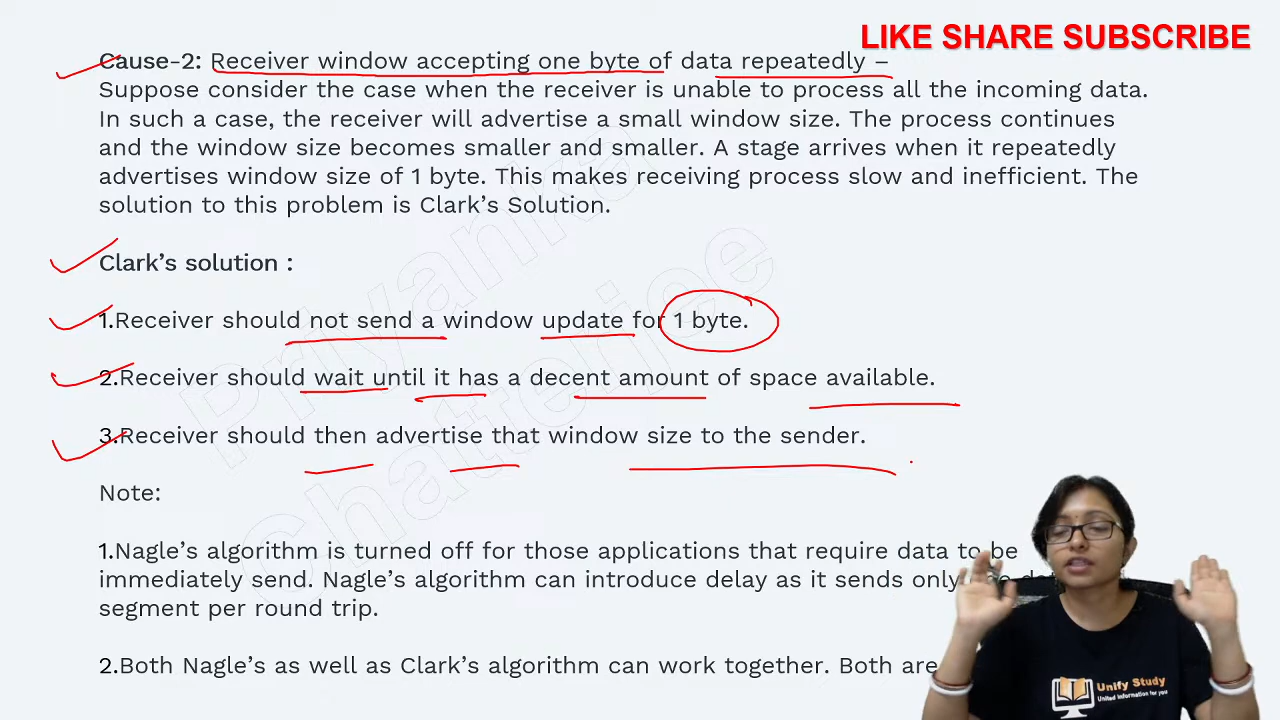 LIKE SHARE SUBSCRIBE
Cause-2: Receiver window accepting one byte of data repeatedly –
Suppose consider the case when the receiver is unable to process all the incoming data.
In such a case, the receiver will advertise a small window size. The process continues
and the window size becomes smaller and smaller. A stage arrives when it repeatedly
advertises window size of 1 byte. This makes receiving process slow and inefficient. The
solution to this problem is Clark's Solution.
Clark's solution :
1.Receiver should not send a window update for 1 byte.
2.Receiver should wait until it has a decent amount of space available.
3.Receiver should then advertise that window size to the sender.
Note:
1.Nagle's algorithm is turned off for those applications that require data to be
immediately send. Nagle's algorithm can introduce delay as it sends only
segment per round trip.
2.Both Nagle's as well as Clark's algorithm can work together. Both are
Priyanka
Chatterjee
Unify Study
United Information for you